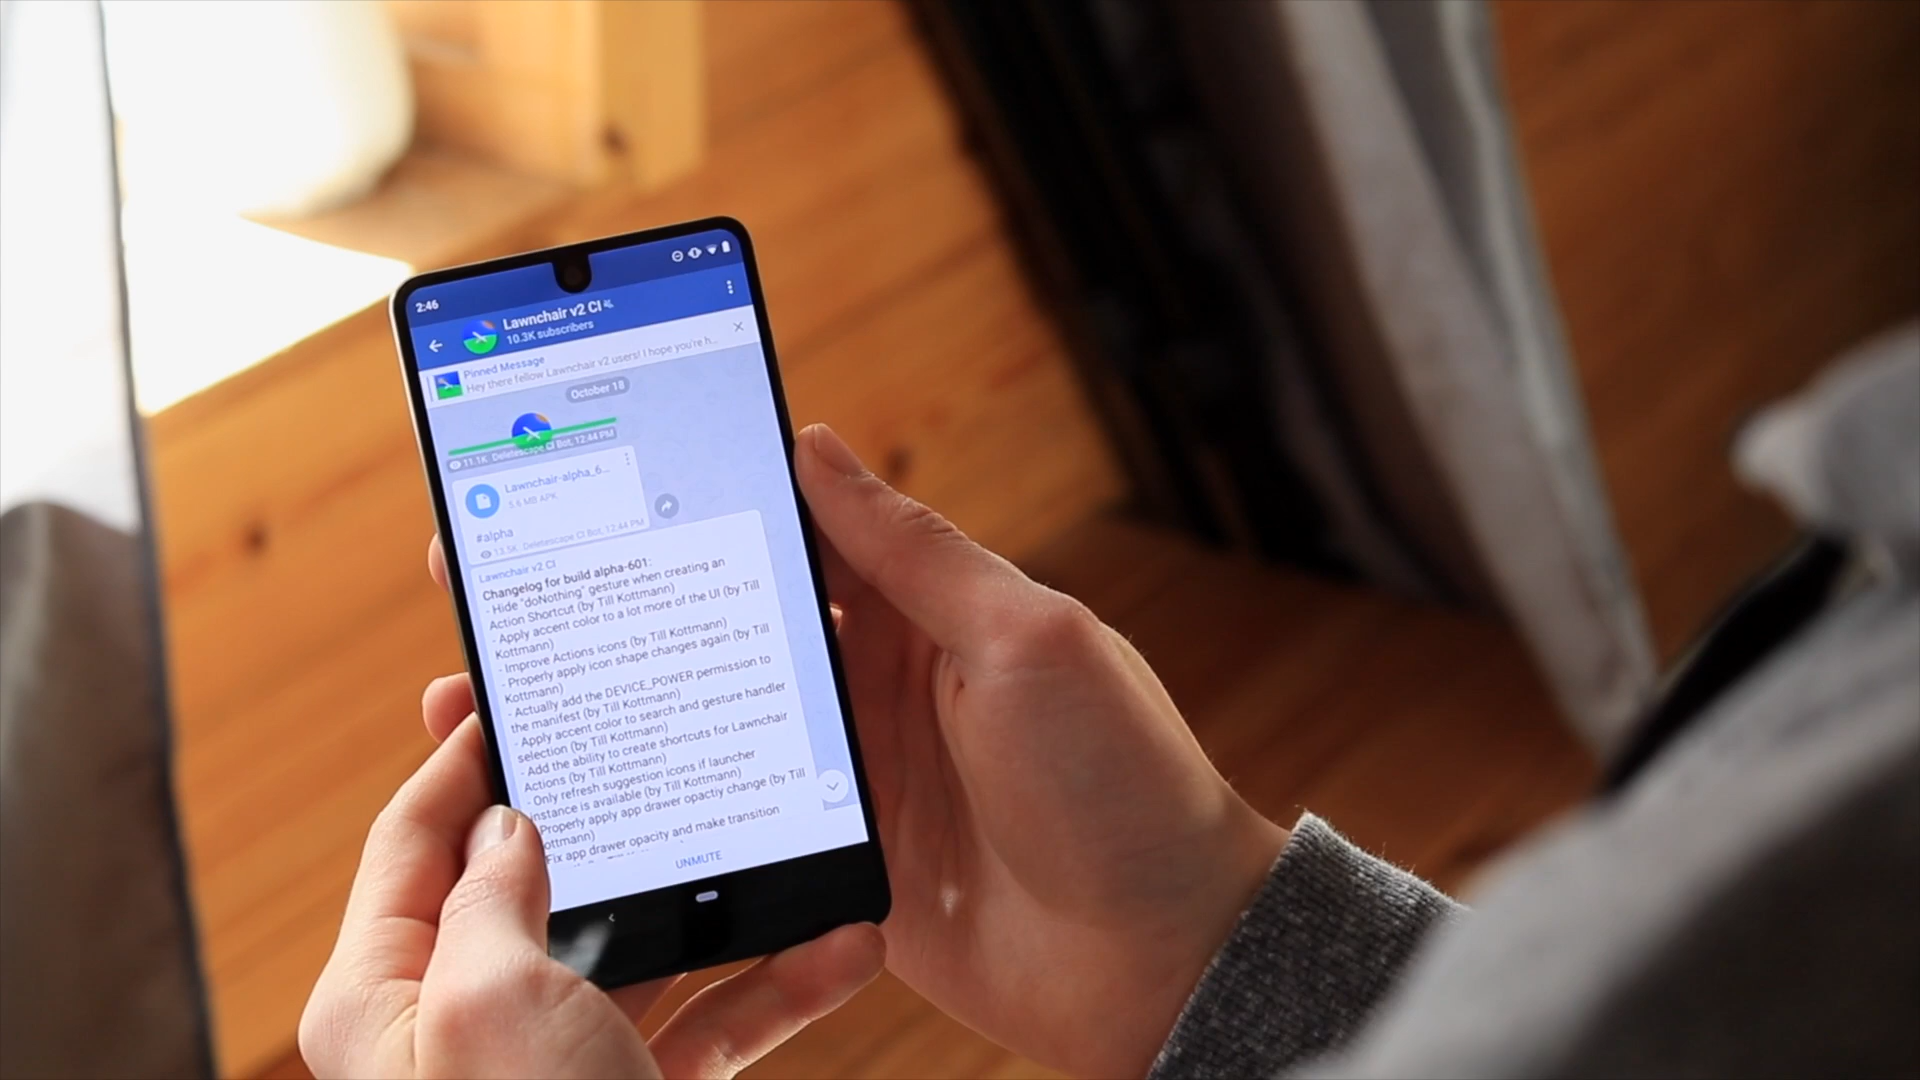 2:46
Lawnchair v2 CI
10.3K subscribers
Pinned Message
Hey there fellow Lawnchair v2 users! I hope you're h...
October 18
11.1K Deletescape CI Bot, 12:44 PM
Lawnchair-alpha_6...
5.6 MB APK
#alpha
13.5K Deletescape CI Bot, 12:44 PM
Lawnchair v2 CI
Changelog for build alpha-601:
- Hide "doNothing" gesture when creating an
Action Shortcut (by Till Kottmann)
- Apply accent color to a lot more of the UI (by Till
Kottmann)
- Improve Actions icons (by Till Kottmann)
- Properly apply icon shape changes again (by Till
Kottmann)
- Actually add the DEVICE_POWER permission to
the manifest (by Till Kottmann)
- Apply accent color to search and gesture handler
selection (by Till Kottmann)
- Add the ability to create shortcuts for Lawnchair
Actions (by Till Kottmann)
- Only refresh suggestion icons if launcher
instance is available (by Till Kottmann)
Properly apply app drawer opactiy change (by Till
ottmann)
Fix app drawer opacity and make transition
UNMUTE